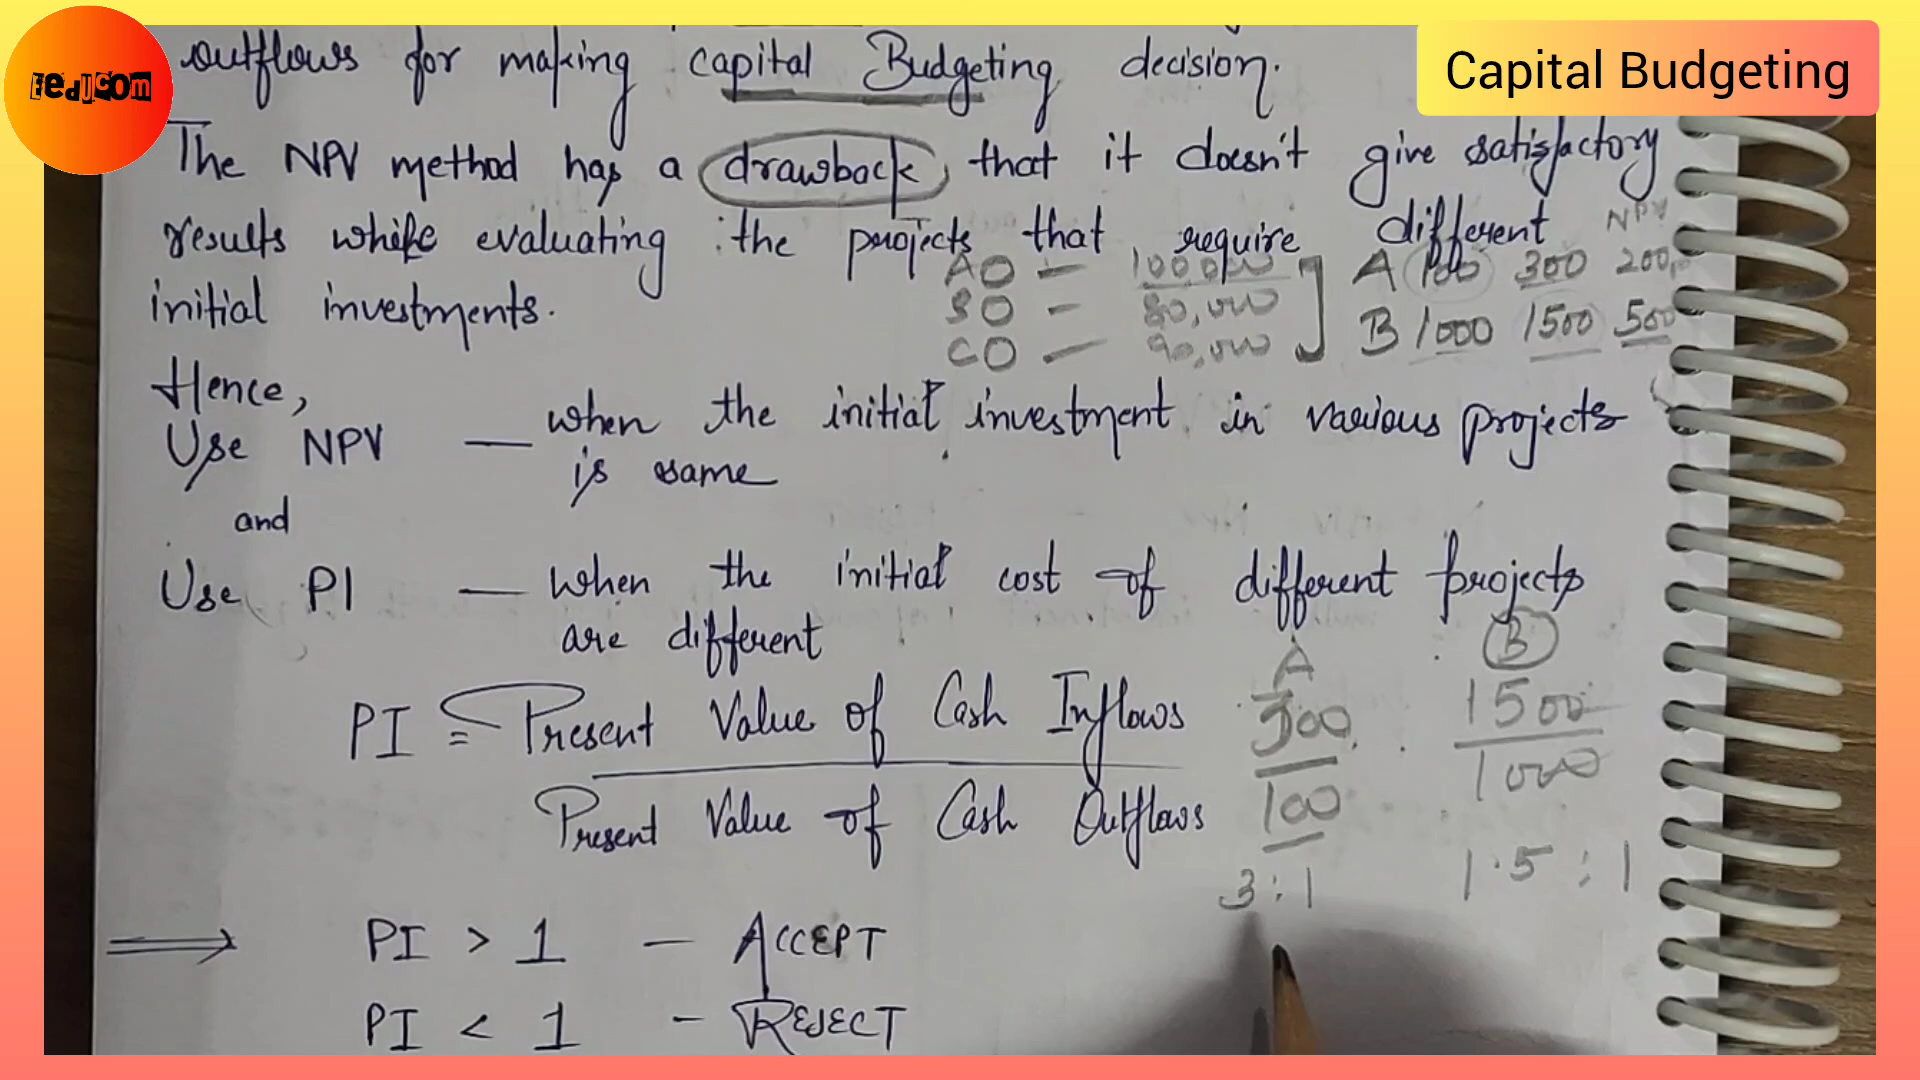 EeduCom
Capital Budgeting
outflows for making capital Budgeting decision.
The NPV method has a drawback, that it doesn't give satisfactory
results while evaluating the projects that require different
initial investments.
NPV
A 100 300 200
B 1000 1500 500
AO - 100,000
BO - 80,000
CO - 90,000
Hence,
Use NPV — when the initial investment in various projects
is same
and
Use PI — when the initial cost of different projects
are different
PI = Present Value of Cash Inflows
Present Value of Cash Outflows
A
300
100
3:1
B
1500
1000
1.5:1
⟹ PI > 1 — ACCEPT
PI < 1 - REJECT